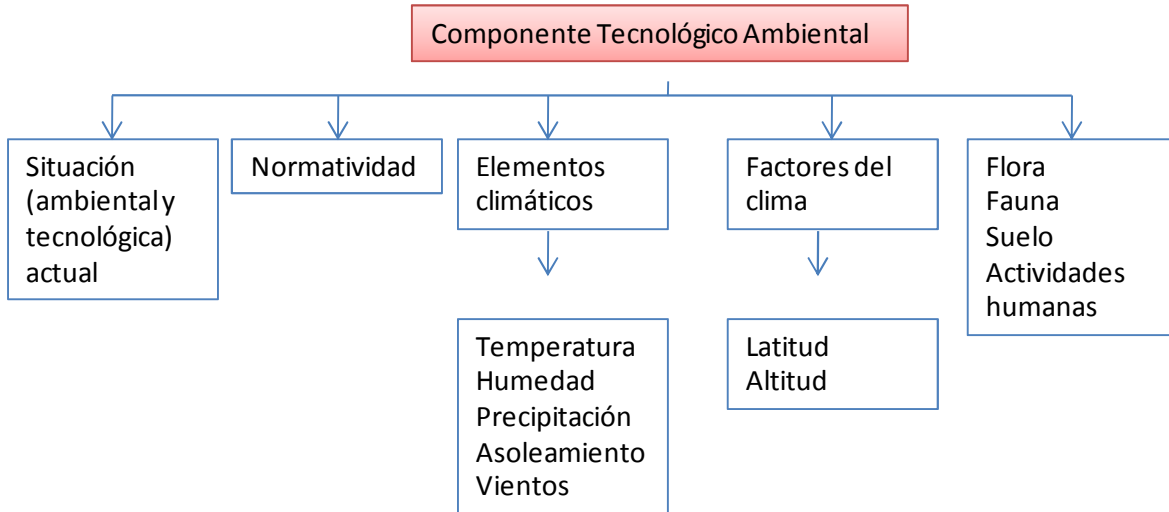 Componente Tecnológico Ambiental
Situación
(ambiental y
tecnológica)
actual
Normatividad
Elementos
climáticos
Factores del
clima
Flora
Fauna
Suelo
Actividades
humanas
Temperatura
Humedad
Precipitación
Asoleamiento
Vientos
Latitud
Altitud